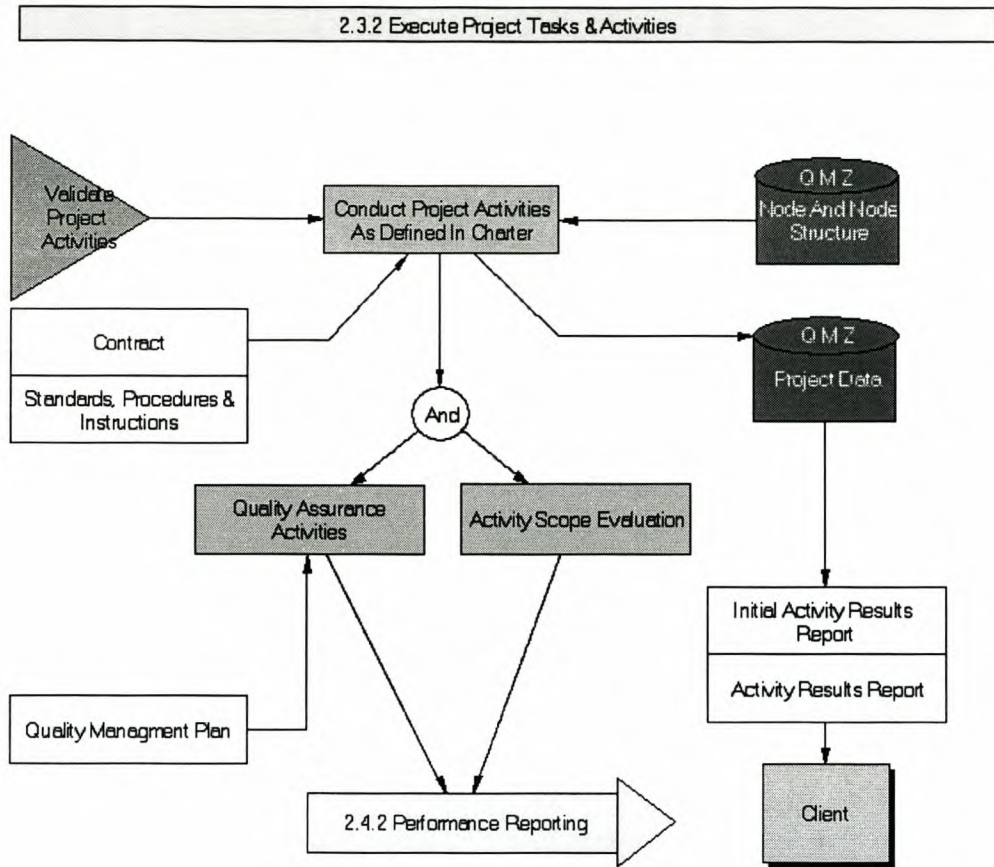 2.3.2 Execute Project Tasks & Activities
Validate
Project
Activities
Conduct Project Activities
As Defined In Charter
Q M Z
Node And Node
Structure
Contract
Standards, Procedures &
Instructions
Q M Z
Project Data
And
Quality Assurance
Activities
Activity Scope Evaluation
Initial Activity Results
Report
Activity Results Report
Quality Managment Plan
2.4.2 Performance Reporting
Client